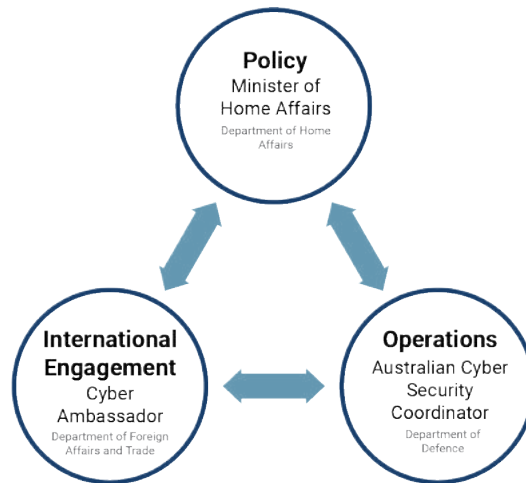 Policy
Minister of
Home Affairs
Department of Home
Affairs
International
Engagement
Cyber
Ambassador
Department of Foreign
Affairs and Trade
Operations
Australian Cyber
Security
Coordinator
Department of
Defence